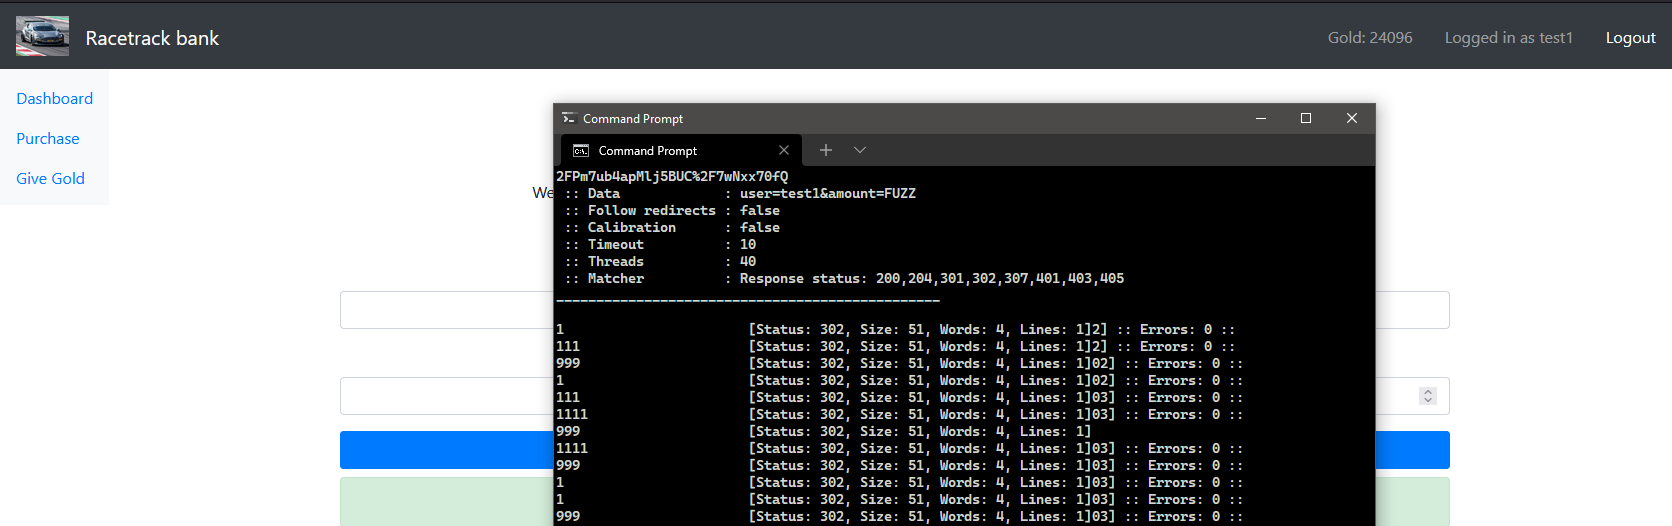 Racetrack bank
Gold: 24096
Logged in as test1
Logout
Dashboard
Purchase
Give Gold
We
Command Prompt
Command Prompt
2FPm7ub4apMlj5BUC%2F7wNxx70fQ
:: Data : user=test1&amount=FUZZ
:: Follow redirects : false
:: Calibration : false
:: Timeout : 10
:: Threads : 40
:: Matcher : Response status: 200,204,301,302,307,401,403,405
________________________________________________
1 [Status: 302, Size: 51, Words: 4, Lines: 1]2] :: Errors: 0 ::
111 [Status: 302, Size: 51, Words: 4, Lines: 1]2] :: Errors: 0 ::
999 [Status: 302, Size: 51, Words: 4, Lines: 1]02] :: Errors: 0 ::
1 [Status: 302, Size: 51, Words: 4, Lines: 1]02] :: Errors: 0 ::
111 [Status: 302, Size: 51, Words: 4, Lines: 1]03] :: Errors: 0 ::
1111 [Status: 302, Size: 51, Words: 4, Lines: 1]03] :: Errors: 0 ::
999 [Status: 302, Size: 51, Words: 4, Lines: 1]
1111 [Status: 302, Size: 51, Words: 4, Lines: 1]03] :: Errors: 0 ::
999 [Status: 302, Size: 51, Words: 4, Lines: 1]03] :: Errors: 0 ::
1 [Status: 302, Size: 51, Words: 4, Lines: 1]03] :: Errors: 0 ::
1 [Status: 302, Size: 51, Words: 4, Lines: 1]03] :: Errors: 0 ::
999 [Status: 302, Size: 51, Words: 4, Lines: 1]03] :: Errors: 0 ::